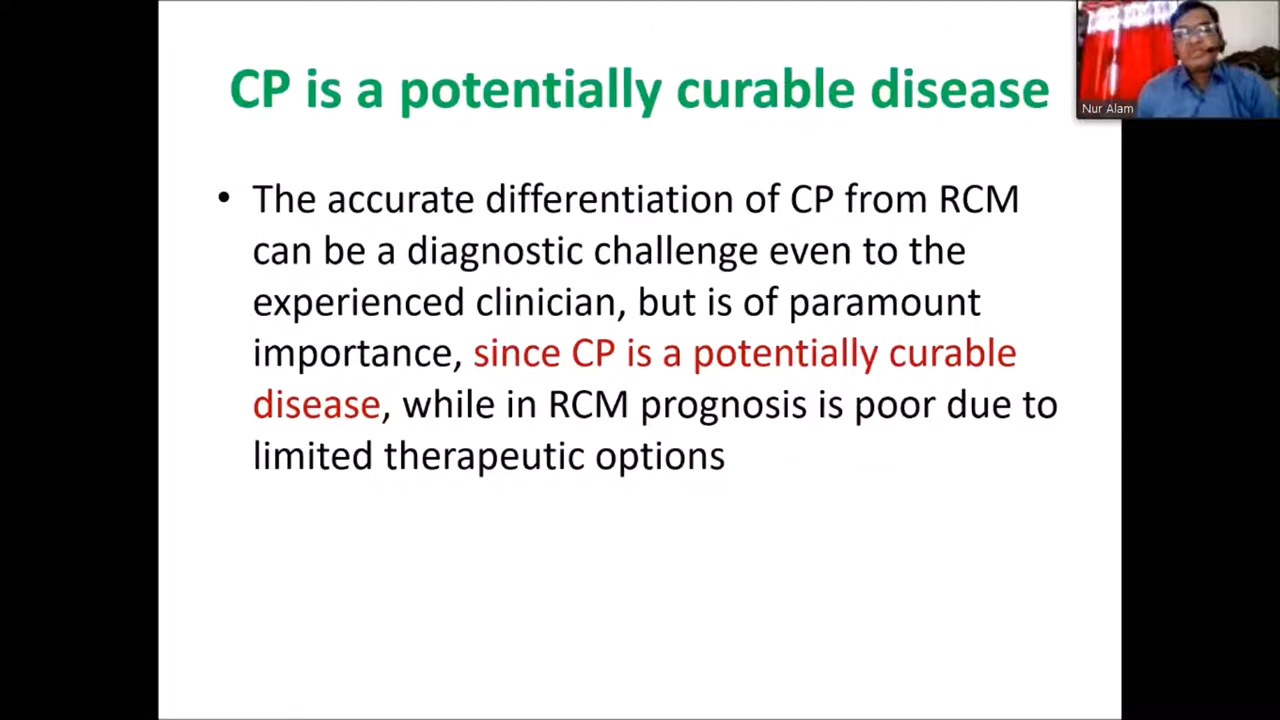 CP is a potentially curable disease
Nur Alam
• The accurate differentiation of CP from RCM
can be a diagnostic challenge even to the
experienced clinician, but is of paramount
importance, since CP is a potentially curable
disease, while in RCM prognosis is poor due to
limited therapeutic options